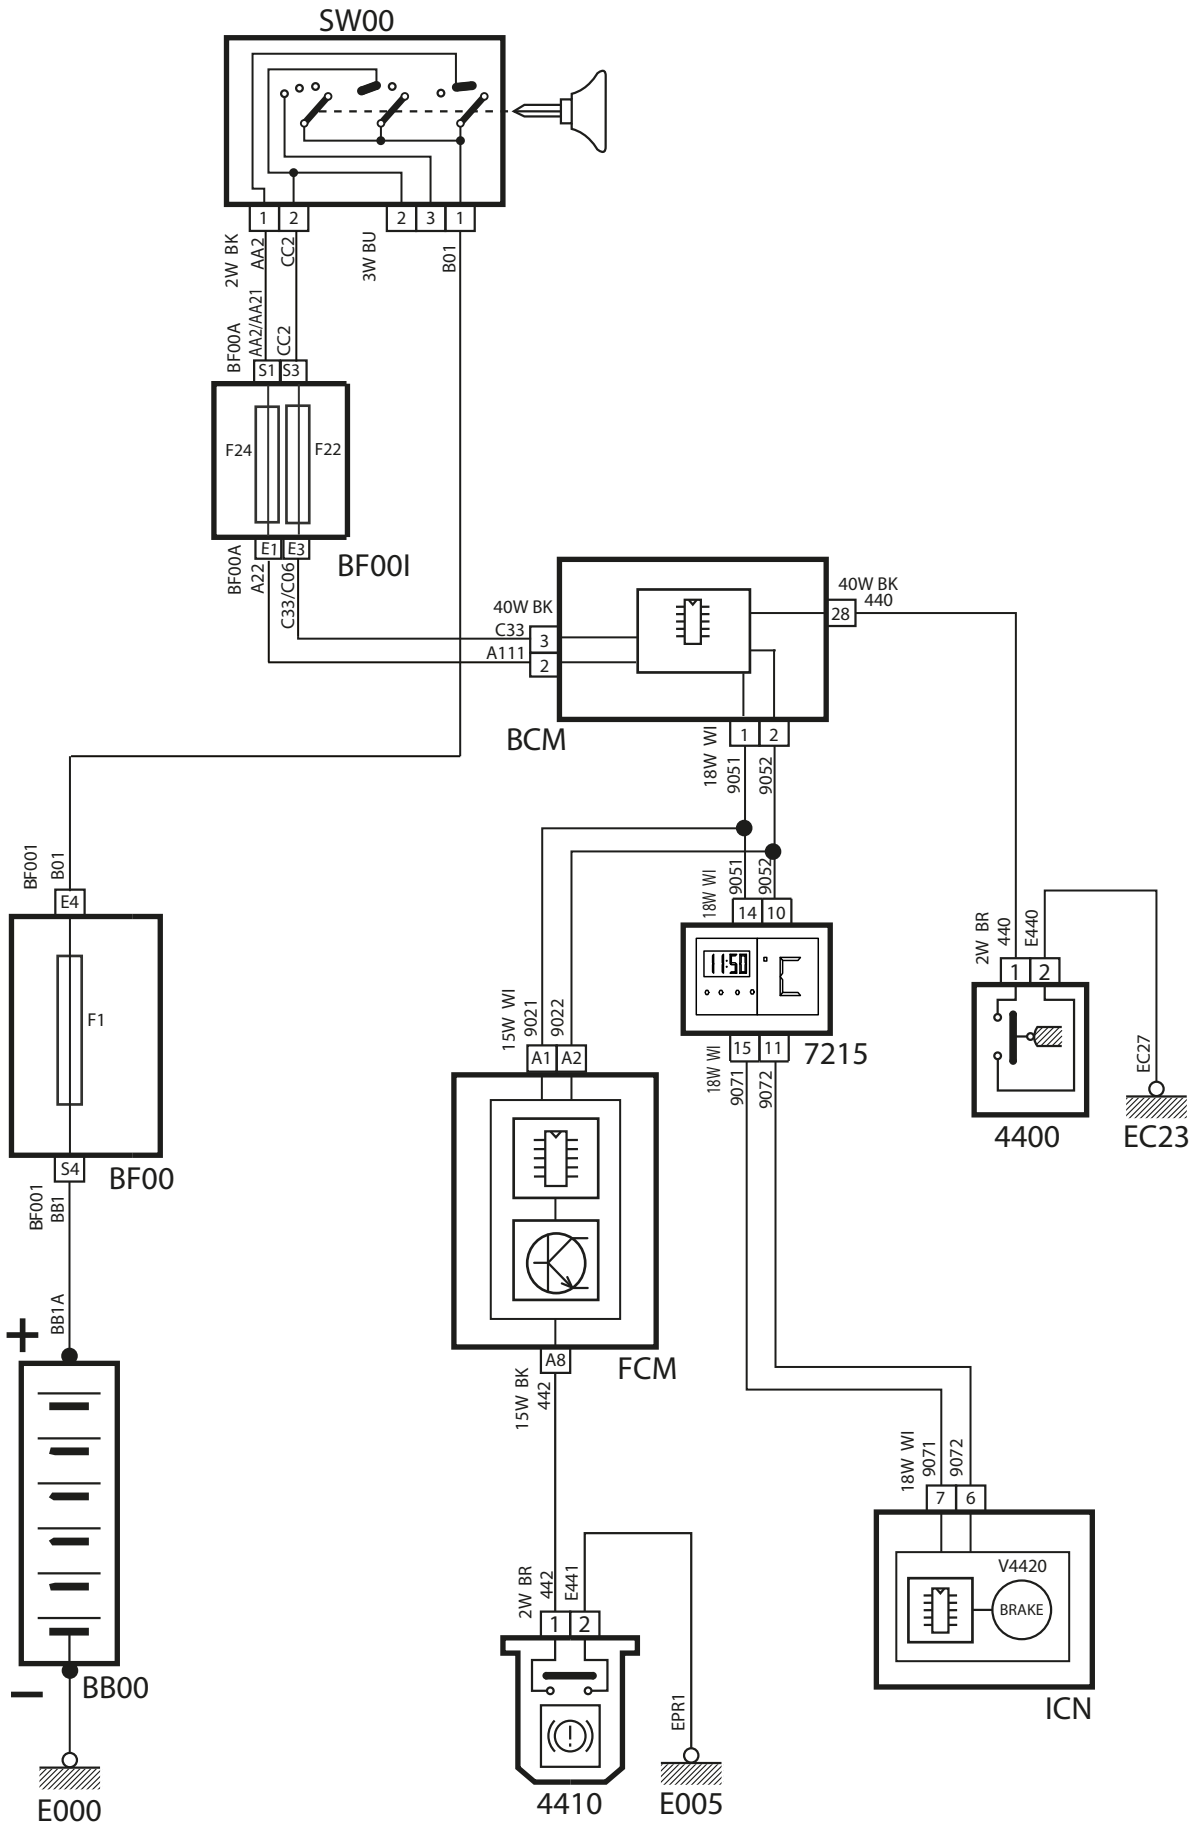 SW00
1 2 2 3 1
2W BK
AA2
CC2
3W BU
B01
BF00A
AA2/AA21
CC2
S1 S3
F24 F22
E1 E3
BF00A
A22
C33/C06
BF00I
40W BK
C33
A111
3
2
40W BK
440
28
BCM
1 2
18W WI
9051
9052
BF001
B01
E4
F1
S4
BF00
BF001
BB1
BB1A
+
BB00
−
E000
18W WI
9051
9052
14 10
11:50
15 11
7215
18W WI
9071
9072
15W WI
9021
9022
A1 A2
A8
FCM
15W BK
442
2W BR
440
E440
1 2
4400
EC27
EC23
2W BR
442
E441
1 2
(!)
4410
EPR1
E005
18W WI
9071
9072
7 6
V4420
BRAKE
ICN